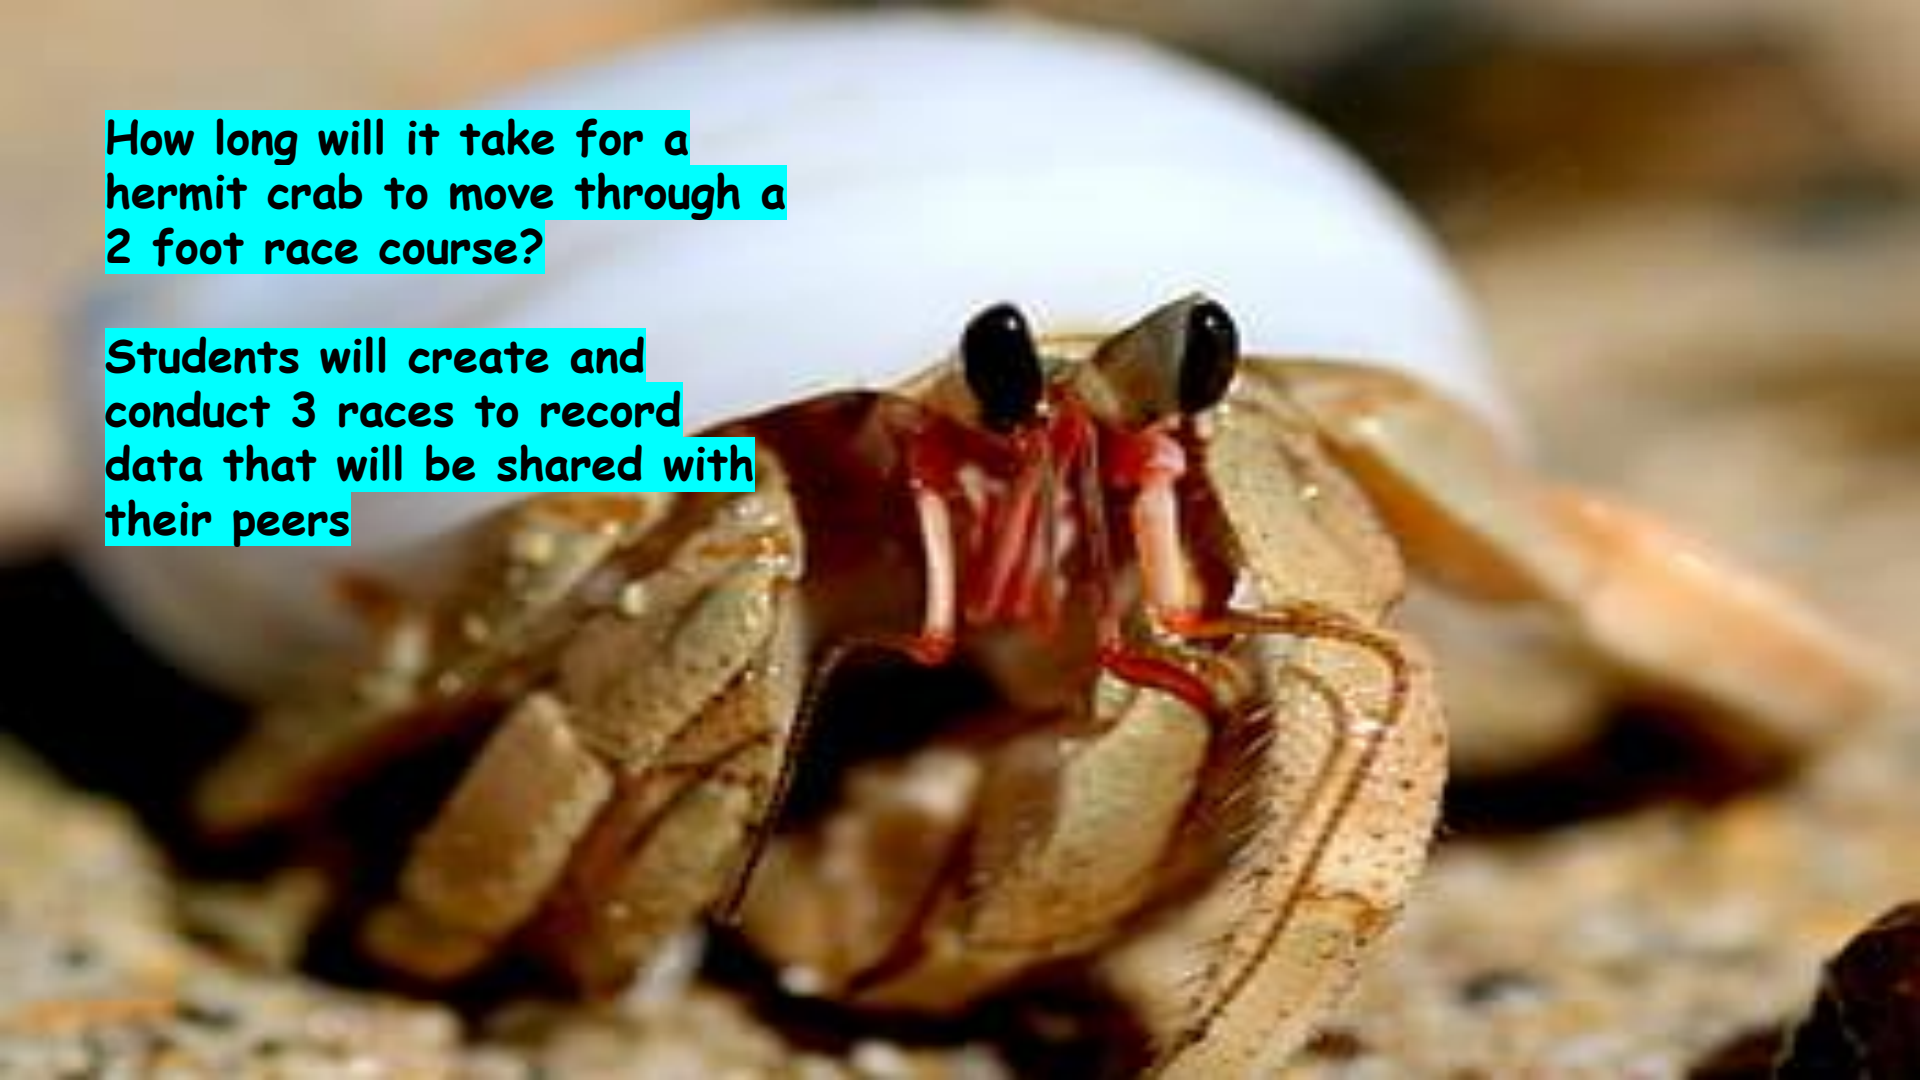 How long will it take for a
hermit crab to move through a
2 foot race course?
Students will create and
conduct 3 races to record
data that will be shared with
their peers